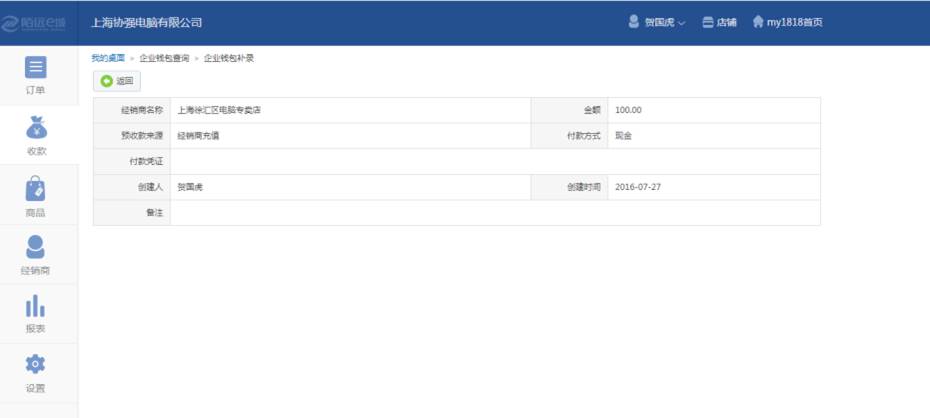 陌远e城
上海协强电脑有限公司
贺国虎
店铺
my1818首页
订单
收款
商品
经销商
报表
设置
我的桌面 » 企业钱包查询 » 企业钱包补录
返回
经销商名称 上海徐汇区电脑专卖店 金额 100.00
预收款来源 经销商充值 付款方式 现金
付款凭证
创建人 贺国虎 创建时间 2016-07-27
备注